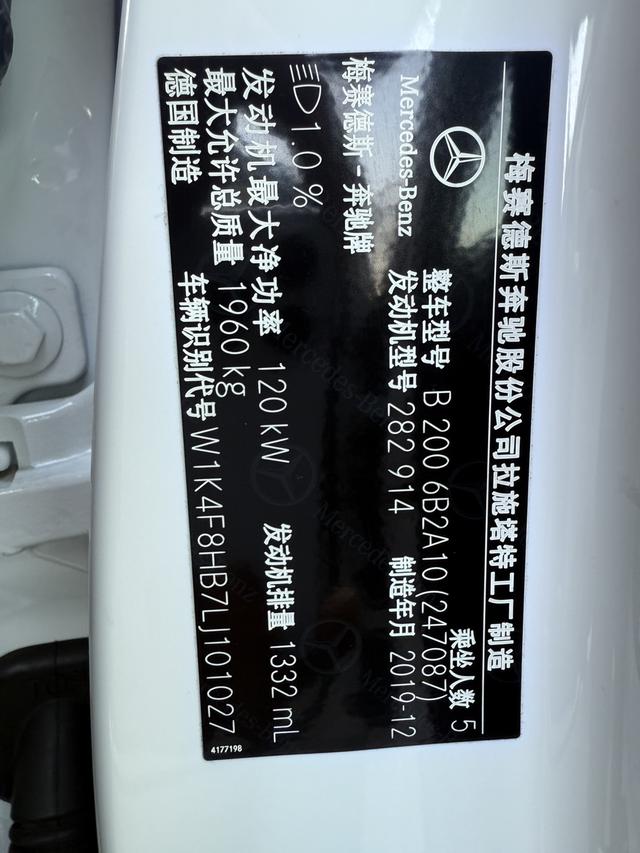 梅赛德斯奔驰股份公司拉施塔特工厂制造
Mercedes-Benz
梅赛德斯-奔驰牌
乘坐人数 5
整车型号 B 200 6B2A10(247087)
发动机型号 282 914 制造年月 2019-12
1.0 %
发动机最大净功率 120 kW 发动机排量 1332 mL
最大允许总质量 1960 kg
德国制造 车辆识别代号 W1K4F8HB7LJ101027
4177198